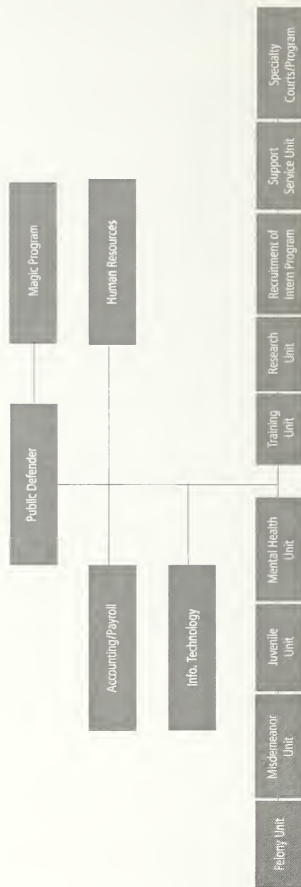 Public Defender
Magic Program
Accounting/Payroll
Human Resources
Info. Technology
Felony Unit
Misdemeanor
Unit
Juvenile
Unit
Mental Health
Unit
Training
Unit
Research
Unit
Recruitment of
Intern Program
Support
Service Unit
Specialty
Courts/Program